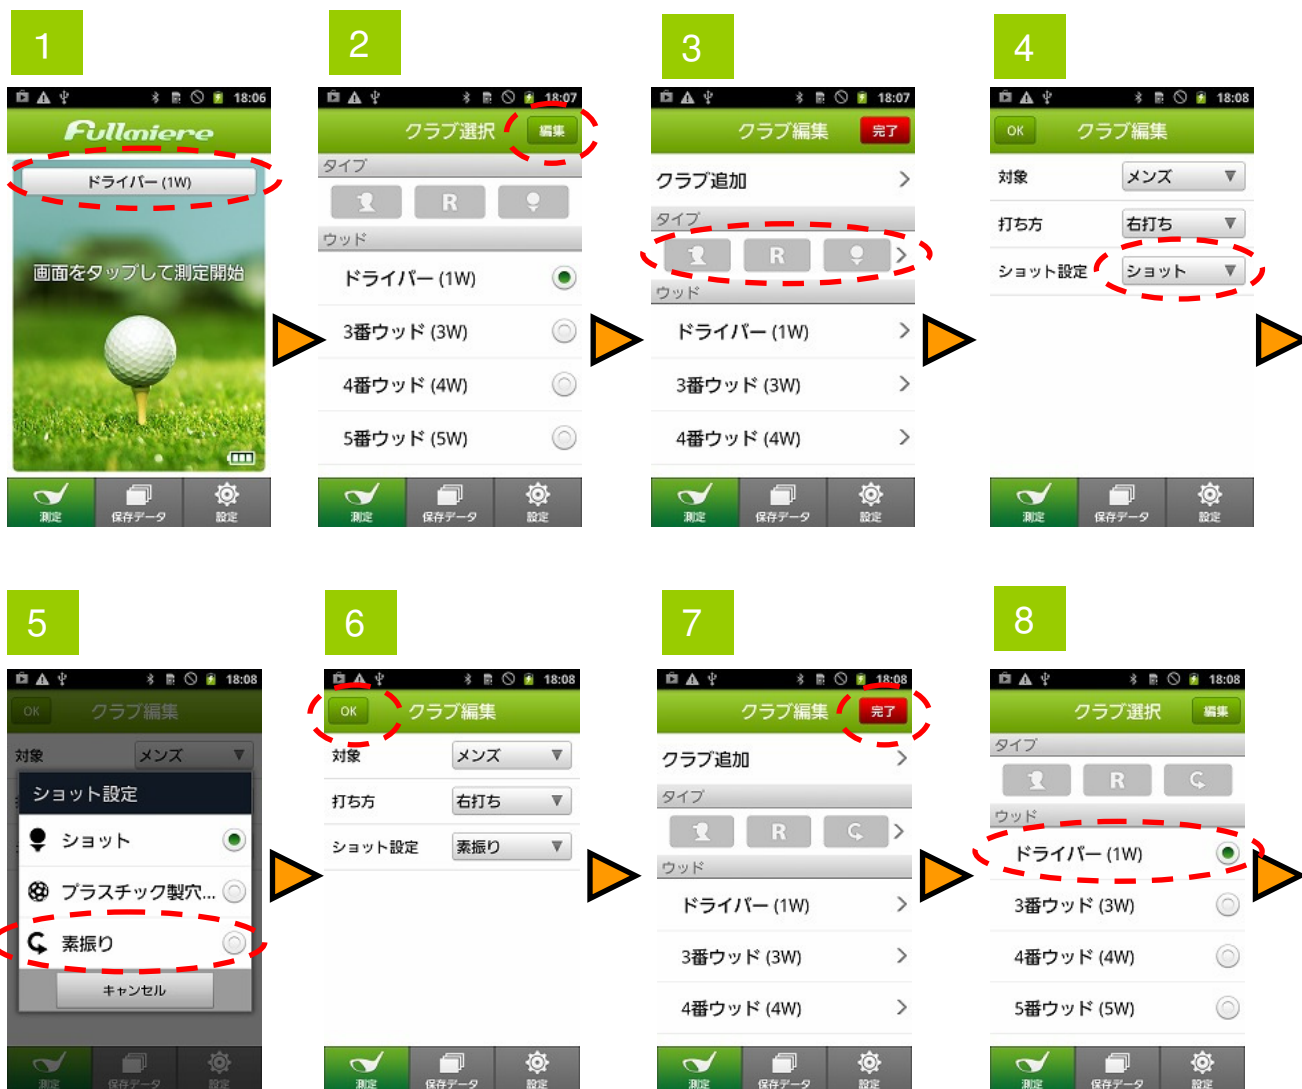 1
2
3
4
18:06
18:07
18:07
18:08
Fullmiere
ドライバー (1W)
画面をタップして測定開始
測定
保存データ
設定
クラブ選択
編集
タイプ
R
ウッド
ドライバー (1W)
3番ウッド (3W)
4番ウッド (4W)
5番ウッド (5W)
測定
保存データ
設定
クラブ編集
完了
クラブ追加
タイプ
R
ウッド
ドライバー (1W)
3番ウッド (3W)
4番ウッド (4W)
測定
保存データ
設定
OK
クラブ編集
対象
メンズ
打ち方
右打ち
ショット設定
ショット
測定
保存データ
設定
5
6
7
8
18:08
18:08
18:08
18:08
OK
クラブ編集
対象
メンズ
ショット設定
ショット
プラスチック製穴...
素振り
キャンセル
測定
保存データ
設定
OK
クラブ編集
対象
メンズ
打ち方
右打ち
ショット設定
素振り
測定
保存データ
設定
クラブ編集
完了
クラブ追加
タイプ
R
ウッド
ドライバー (1W)
3番ウッド (3W)
4番ウッド (4W)
測定
保存データ
設定
クラブ選択
編集
タイプ
R
ウッド
ドライバー (1W)
3番ウッド (3W)
4番ウッド (4W)
5番ウッド (5W)
測定
保存データ
設定